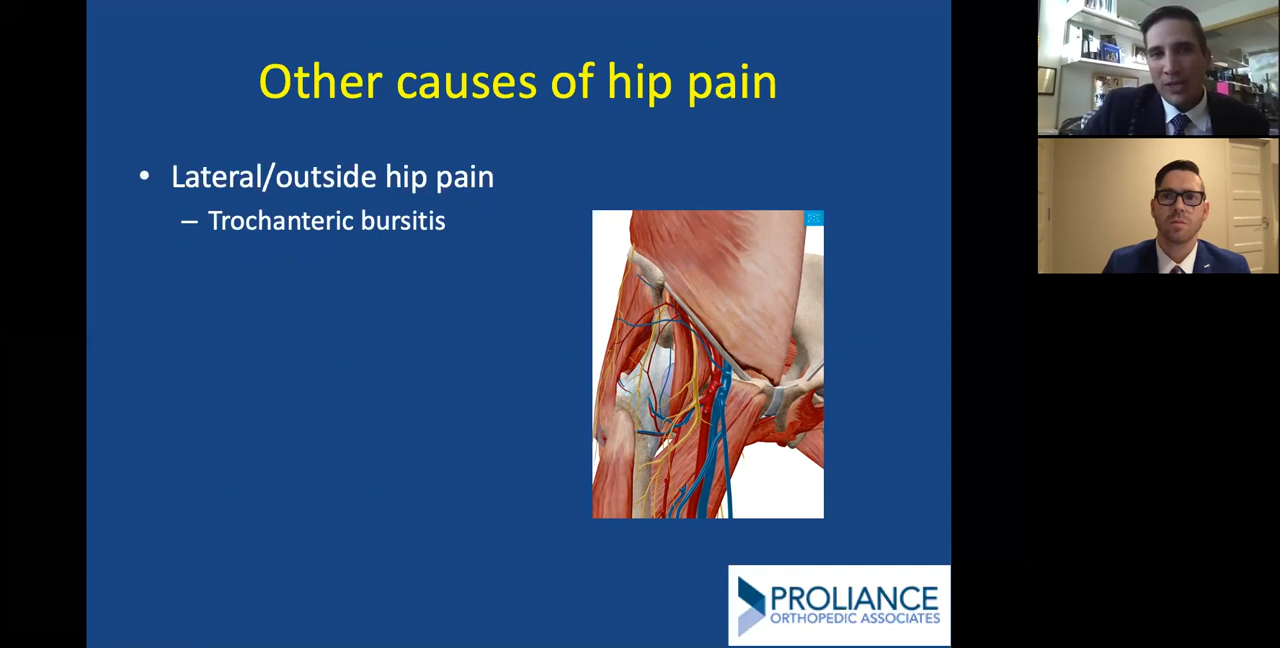 Other causes of hip pain
• Lateral/outside hip pain
– Trochanteric bursitis
PROLIANCE
ORTHOPEDIC ASSOCIATES